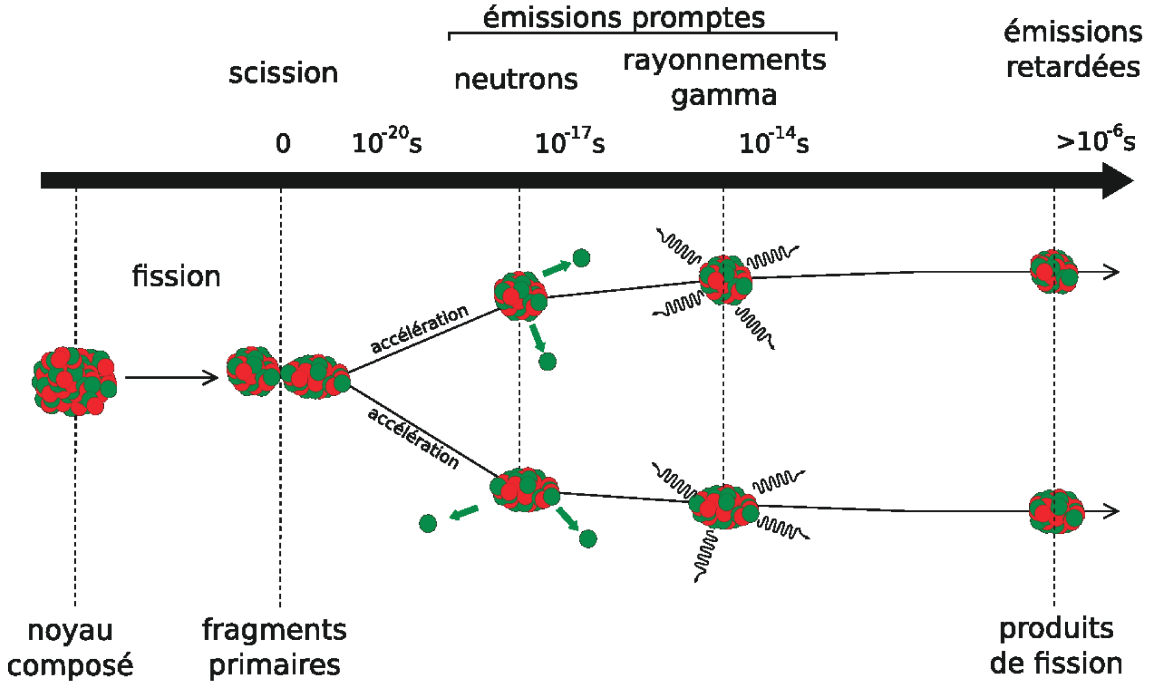 émissions promptes
scission
neutrons
rayonnements
gamma
émissions
retardées
0
10⁻²⁰s
10⁻¹⁷s
10⁻¹⁴s
>10⁻⁶s
fission
accélération
accélération
noyau
composé
fragments
primaires
produits
de fission